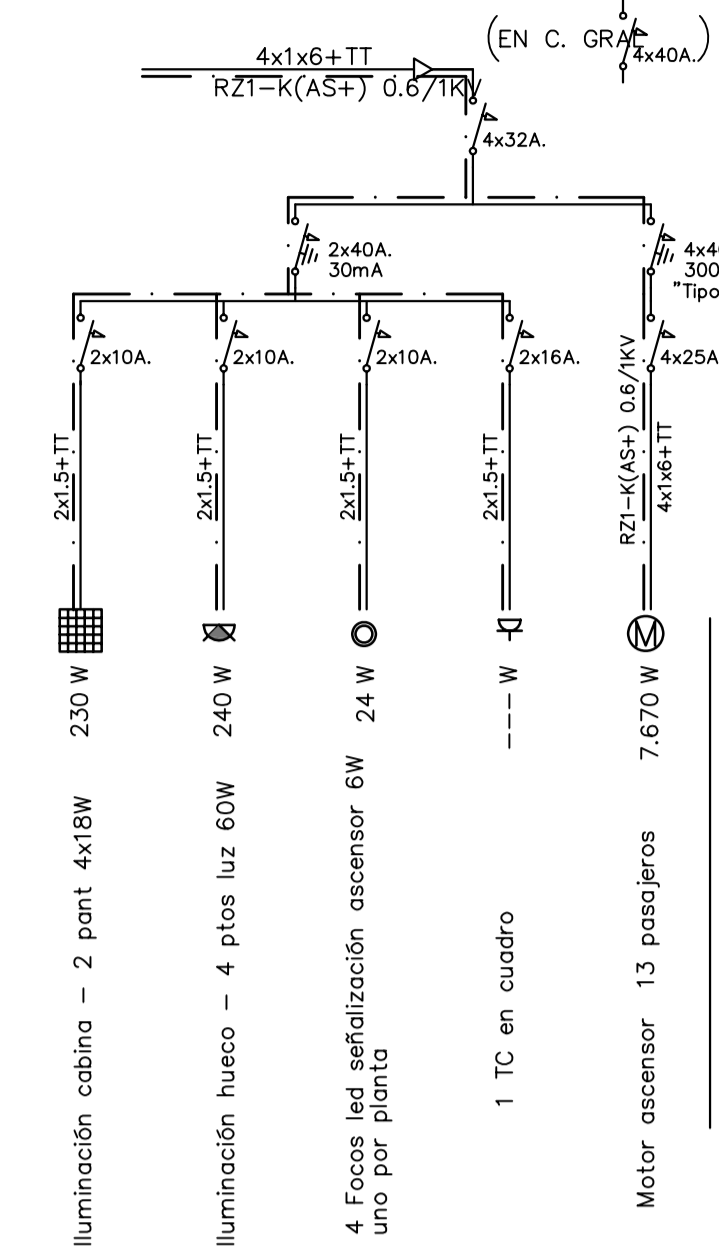 (EN C. GRAL )
4x40A.
4x1x6+TT
RZ1-K(AS+) 0.6/1KV
4x32A.
2x40A.
30mA
4x4
300
"Tipo
2x10A.
2x10A.
2x10A.
2x16A.
4x25A
2x1.5+TT
2x1.5+TT
2x1.5+TT
2x1.5+TT
RZ1-K(AS+) 0.6/1KV
4x1x6+TT
M
Iluminación cabina - 2 pant 4x18W 230 W
Iluminación hueco - 4 ptos luz 60W 240 W
4 Focos led señalización ascensor 6W 24 W
uno por planta
1 TC en cuadro --- W
Motor ascensor 13 pasajeros 7.670 W